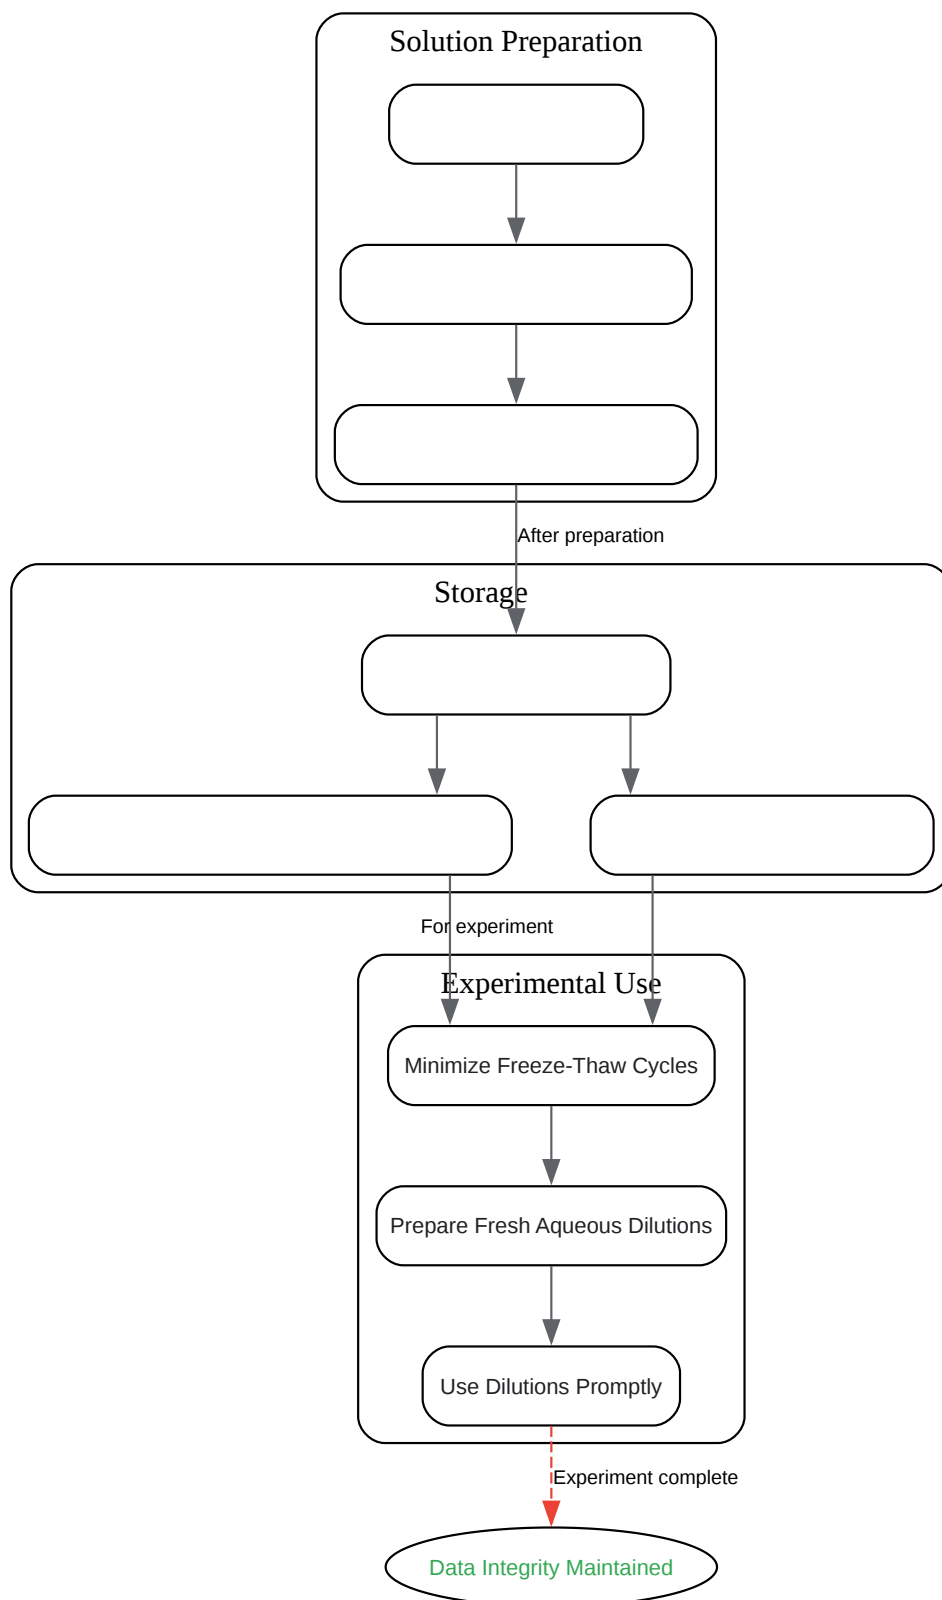 Solution Preparation
After preparation
Storage
For experiment
Experimental Use
Minimize Freeze-Thaw Cycles
Prepare Fresh Aqueous Dilutions
Use Dilutions Promptly
Experiment complete
Data Integrity Maintained